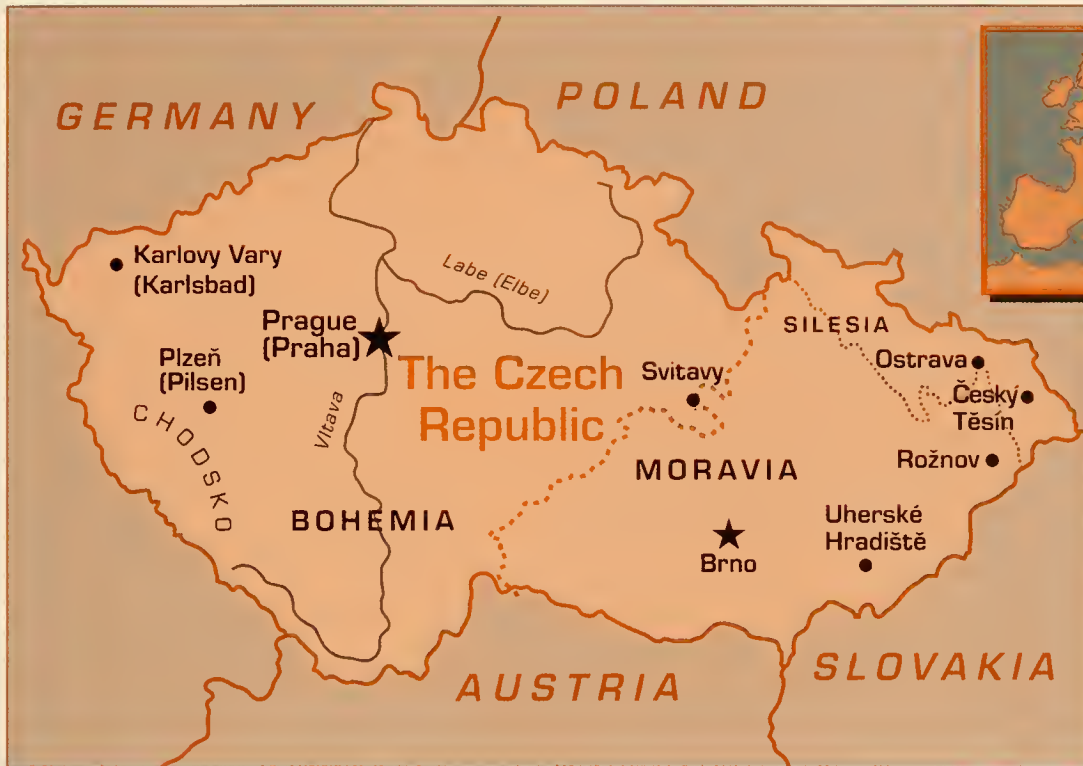 GERMANY
POLAND
Karlovy Vary
(Karlsbad)
Labe (Elbe)
Prague
(Praha)
SILESIA
Plzeň
(Pilsen)
The Czech
Republic
Svitavy
Ostrava
Český
Těsín
CHODSKO
Vltava
Rožnov
MORAVIA
BOHEMIA
Uherské
Hradiště
Brno
AUSTRIA
SLOVAKIA